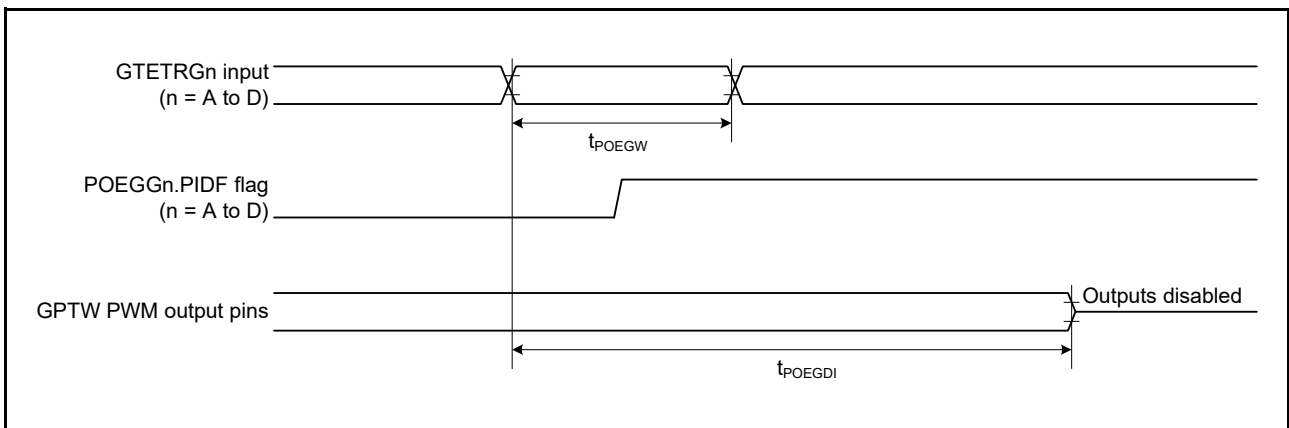 GTETRGn input
(n = A to D)
tPOEGW
POEGGn.PIDF flag
(n = A to D)
GPTW PWM output pins
Outputs disabled
tPOEGDI